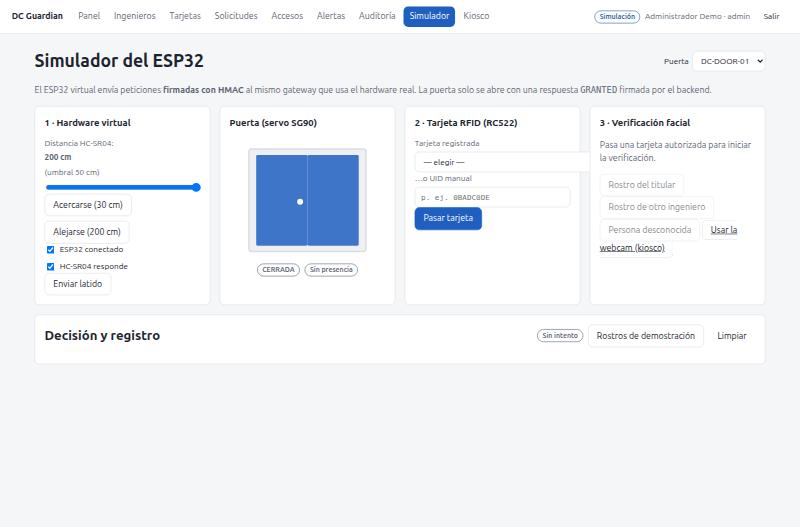 DC Guardian Panel Ingenieros Tarjetas Solicitudes Accesos Alertas Auditoría Simulador Kiosco Simulación Administrador Demo · admin Salir
Simulador del ESP32
Puerta DC-DOOR-01
El ESP32 virtual envía peticiones firmadas con HMAC al mismo gateway que usa el hardware real. La puerta solo se abre con una respuesta GRANTED firmada por el backend.
1 · Hardware virtual
Distancia HC-SR04:
200 cm
(umbral 50 cm)
Acercarse (30 cm)
Alejarse (200 cm)
ESP32 conectado
HC-SR04 responde
Enviar latido
Puerta (servo SG90)
CERRADA Sin presencia
2 · Tarjeta RFID (RC522)
Tarjeta registrada
— elegir —
...o UID manual
p. ej. 0BADC0DE
Pasar tarjeta
3 · Verificación facial
Pasa una tarjeta autorizada para iniciar
la verificación.
Rostro del titular
Rostro de otro ingeniero
Persona desconocida Usar la
webcam (kiosco)
Decisión y registro
Sin intento Rostros de demostración Limpiar